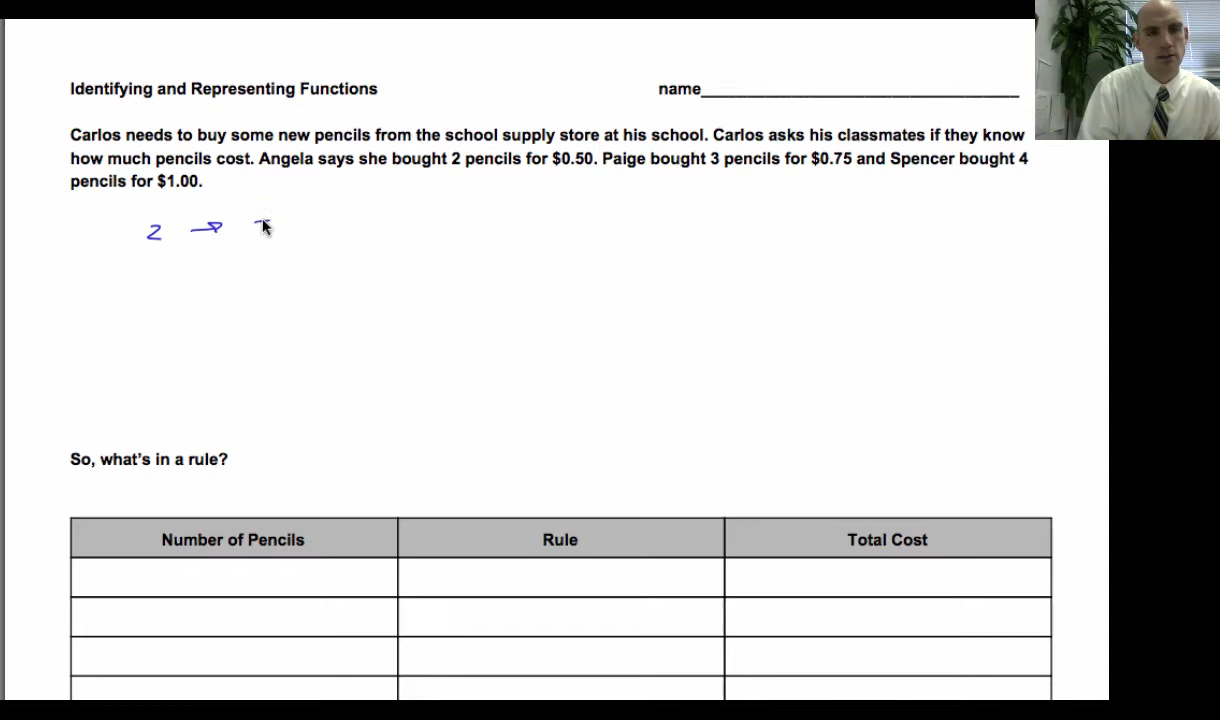 Identifying and Representing Functions name_________________________________
Carlos needs to buy some new pencils from the school supply store at his school. Carlos asks his classmates if they know
how much pencils cost. Angela says she bought 2 pencils for $0.50. Paige bought 3 pencils for $0.75 and Spencer bought 4
pencils for $1.00.
2 →
So, what's in a rule?
Number of Pencils Rule Total Cost